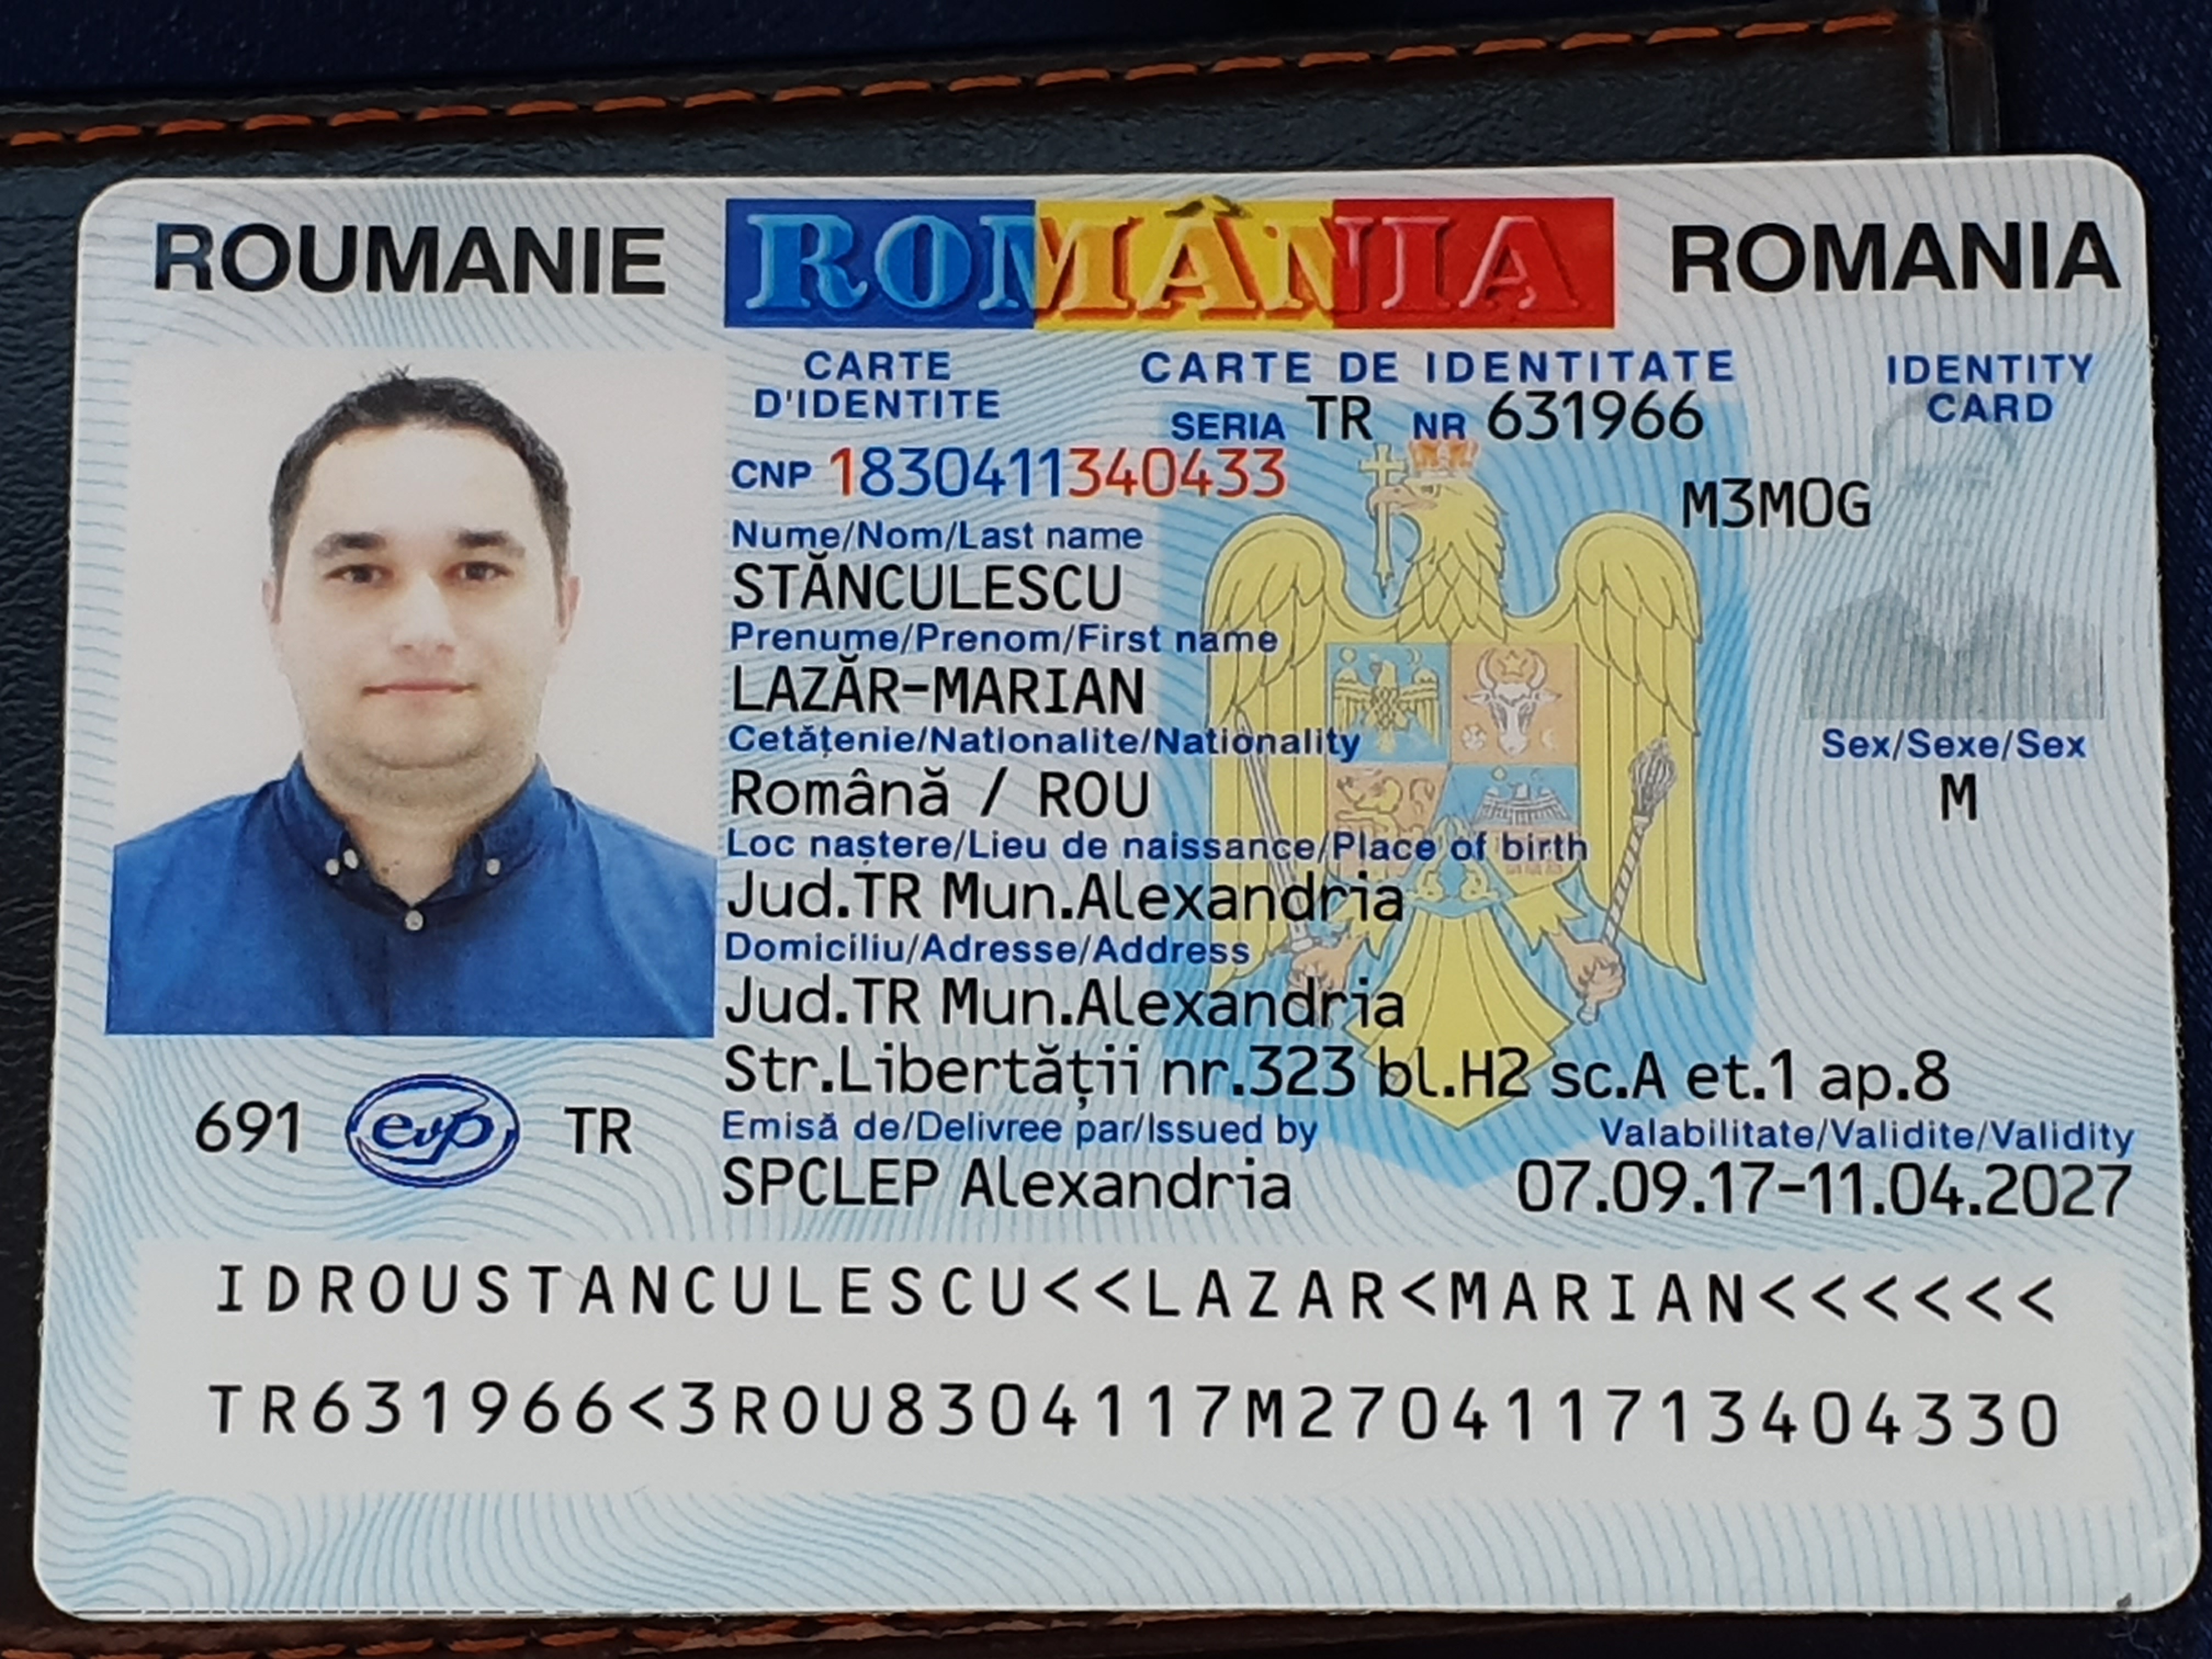 ROUMANIE ROMÂNIA ROMANIA
CARTE D'IDENTITE
CARTE DE IDENTITATE
IDENTITY CARD
SERIA TR NR 631966
CNP 1830411340433
M3MOG
Nume/Nom/Last name
STĂNCULESCU
Prenume/Prenom/First name
LAZĂR-MARIAN
Cetăţenie/Nationalite/Nationality
Română / ROU
Sex/Sexe/Sex
M
Loc naştere/Lieu de naissance/Place of birth
Jud.TR Mun.Alexandria
Domiciliu/Adresse/Address
Jud.TR Mun.Alexandria
Str.Libertăţii nr.323 bl.H2 sc.A et.1 ap.8
691 evp TR
Emisă de/Delivree par/Issued by
SPCLEP Alexandria
Valabilitate/Validite/Validity
07.09.17-11.04.2027
IDROUSTANCULESCU<<LAZAR<MARIAN<<<<<<
TR631966<3ROU8304117M270411713404330